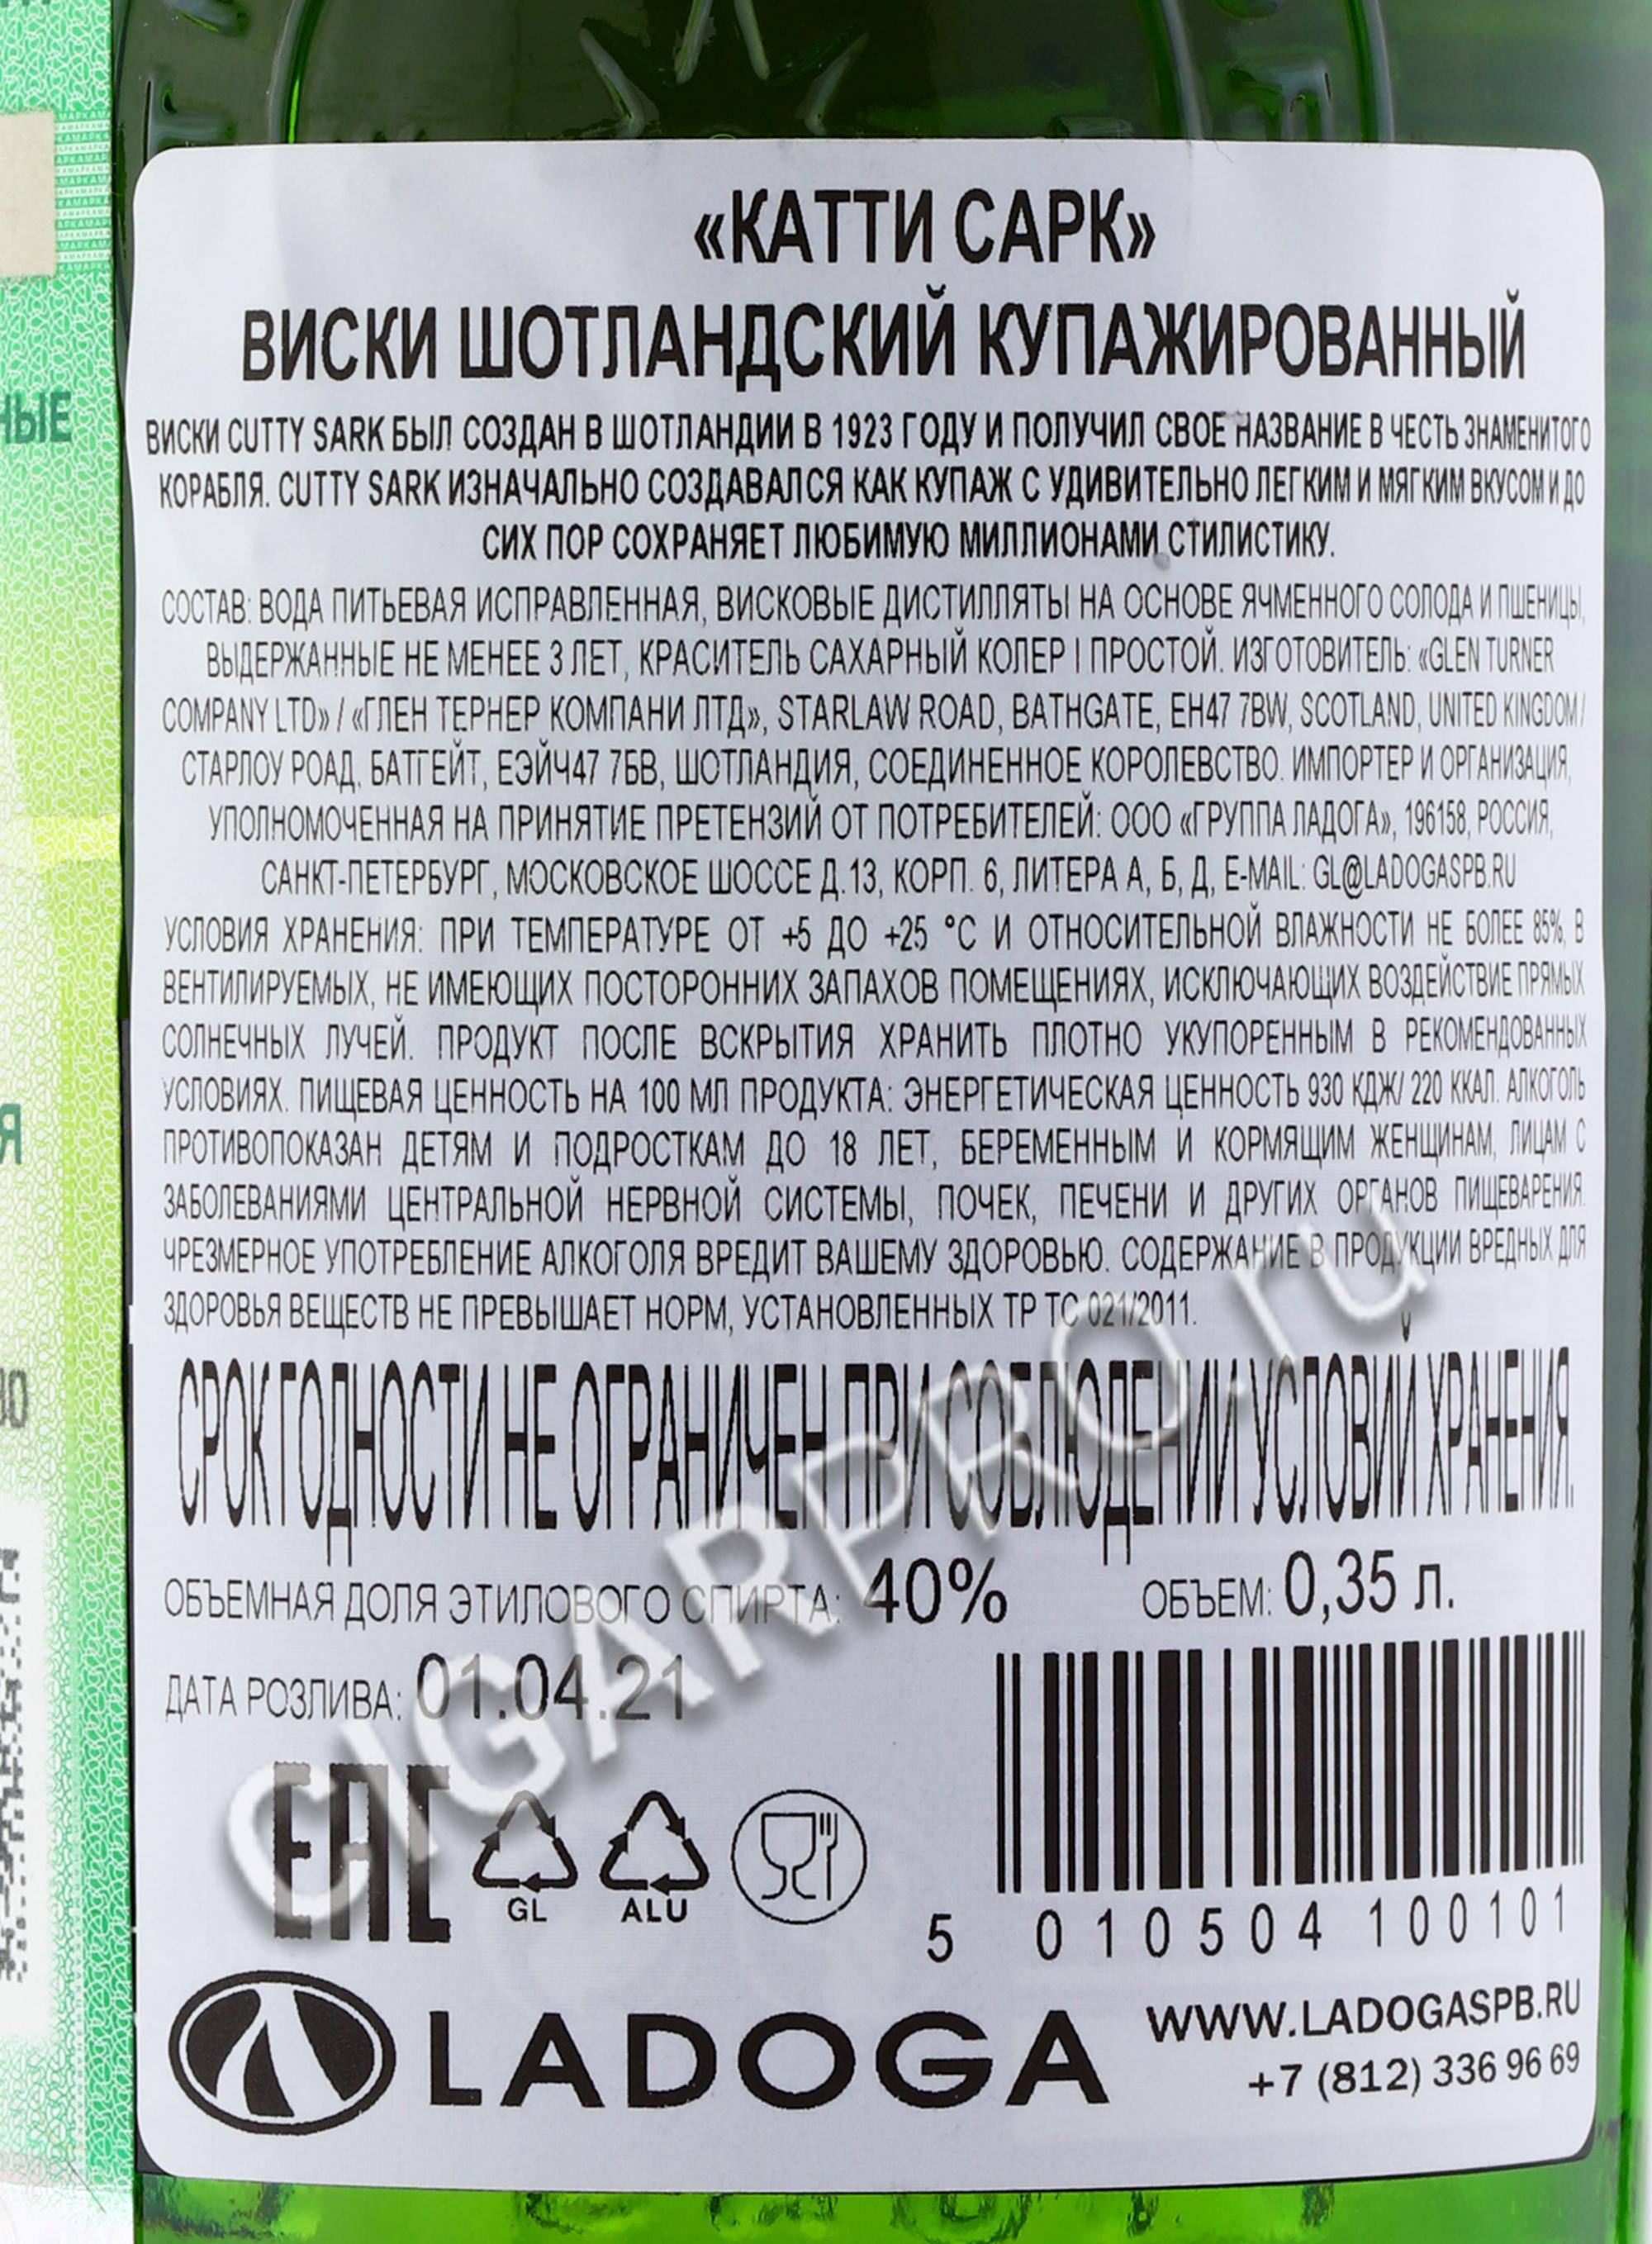 «КАТТИ САРК»
ВИСКИ ШОТЛАНДСКИЙ КУПАЖИРОВАННЫЙ
ВИСКИ CUTTY SARK БЫЛ СОЗДАН В ШОТЛАНДИИ В 1923 ГОДУ И ПОЛУЧИЛ СВОЕ НАЗВАНИЕ В ЧЕСТЬ ЗНАМЕНИТОГО
КОРАБЛЯ. CUTTY SARK ИЗНАЧАЛЬНО СОЗДАВАЛСЯ КАК КУПАЖ С УДИВИТЕЛЬНО ЛЕГКИМ И МЯГКИМ ВКУСОМ И ДО
СИХ ПОР СОХРАНЯЕТ ЛЮБИМУЮ МИЛЛИОНАМИ СТИЛИСТИКУ.
СОСТАВ: ВОДА ПИТЬЕВАЯ ИСПРАВЛЕННАЯ, ВИСКОВЫЕ ДИСТИЛЛЯТЫ НА ОСНОВЕ ЯЧМЕННОГО СОЛОДА И ПШЕНИЦЫ,
ВЫДЕРЖАННЫЕ НЕ МЕНЕЕ 3 ЛЕТ, КРАСИТЕЛЬ САХАРНЫЙ КОЛЕР I ПРОСТОЙ. ИЗГОТОВИТЕЛЬ: «GLEN TURNER
COMPANY LTD» / «ГЛЕН ТЕРНЕР КОМПАНИ ЛТД», STARLAW ROAD, BATHGATE, EH47 7BW, SCOTLAND, UNITED KINGDOM /
СТАРЛОУ РОАД, БАТГЕЙТ, ЕЭЙЧ47 7БВ, ШОТЛАНДИЯ, СОЕДИНЕННОЕ КОРОЛЕВСТВО. ИМПОРТЕР И ОРГАНИЗАЦИЯ,
УПОЛНОМОЧЕННАЯ НА ПРИНЯТИЕ ПРЕТЕНЗИЙ ОТ ПОТРЕБИТЕЛЕЙ: ООО «ГРУППА ЛАДОГА», 196158, РОССИЯ,
САНКТ-ПЕТЕРБУРГ, МОСКОВСКОЕ ШОССЕ Д.13, КОРП. 6, ЛИТЕРА А, Б, Д, E-MAIL: GL@LADOGASPB.RU
УСЛОВИЯ ХРАНЕНИЯ: ПРИ ТЕМПЕРАТУРЕ ОТ +5 ДО +25 °С И ОТНОСИТЕЛЬНОЙ ВЛАЖНОСТИ НЕ БОЛЕЕ 85%, В
ВЕНТИЛИРУЕМЫХ, НЕ ИМЕЮЩИХ ПОСТОРОННИХ ЗАПАХОВ ПОМЕЩЕНИЯХ, ИСКЛЮЧАЮЩИХ ВОЗДЕЙСТВИЕ ПРЯМЫХ
СОЛНЕЧНЫХ ЛУЧЕЙ. ПРОДУКТ ПОСЛЕ ВСКРЫТИЯ ХРАНИТЬ ПЛОТНО УКУПОРЕННЫМ В РЕКОМЕНДОВАННЫХ
УСЛОВИЯХ. ПИЩЕВАЯ ЦЕННОСТЬ НА 100 МЛ ПРОДУКТА: ЭНЕРГЕТИЧЕСКАЯ ЦЕННОСТЬ 930 КДЖ/ 220 ККАЛ. АЛКОГОЛЬ
ПРОТИВОПОКАЗАН ДЕТЯМ И ПОДРОСТКАМ ДО 18 ЛЕТ, БЕРЕМЕННЫМ И КОРМЯЩИМ ЖЕНЩИНАМ, ЛИЦАМ С
ЗАБОЛЕВАНИЯМИ ЦЕНТРАЛЬНОЙ НЕРВНОЙ СИСТЕМЫ, ПОЧЕК, ПЕЧЕНИ И ДРУГИХ ОРГАНОВ ПИЩЕВАРЕНИЯ.
ЧРЕЗМЕРНОЕ УПОТРЕБЛЕНИЕ АЛКОГОЛЯ ВРЕДИТ ВАШЕМУ ЗДОРОВЬЮ. СОДЕРЖАНИЕ В ПРОДУКЦИИ ВРЕДНЫХ ДЛЯ
ЗДОРОВЬЯ ВЕЩЕСТВ НЕ ПРЕВЫШАЕТ НОРМ, УСТАНОВЛЕННЫХ ТР ТС 021/2011.
СРОК ГОДНОСТИ НЕ ОГРАНИЧЕН ПРИ СОБЛЮДЕНИИ УСЛОВИЙ ХРАНЕНИЯ.
ОБЪЕМНАЯ ДОЛЯ ЭТИЛОВОГО СПИРТА: 40% ОБЪЕМ: 0,35 л.
ДАТА РОЗЛИВА: 01.04.21
EAC
GL ALU
5 010504 100101
LADOGA
WWW.LADOGASPB.RU
+7 (812) 336 96 69
CIGARPRO.ru